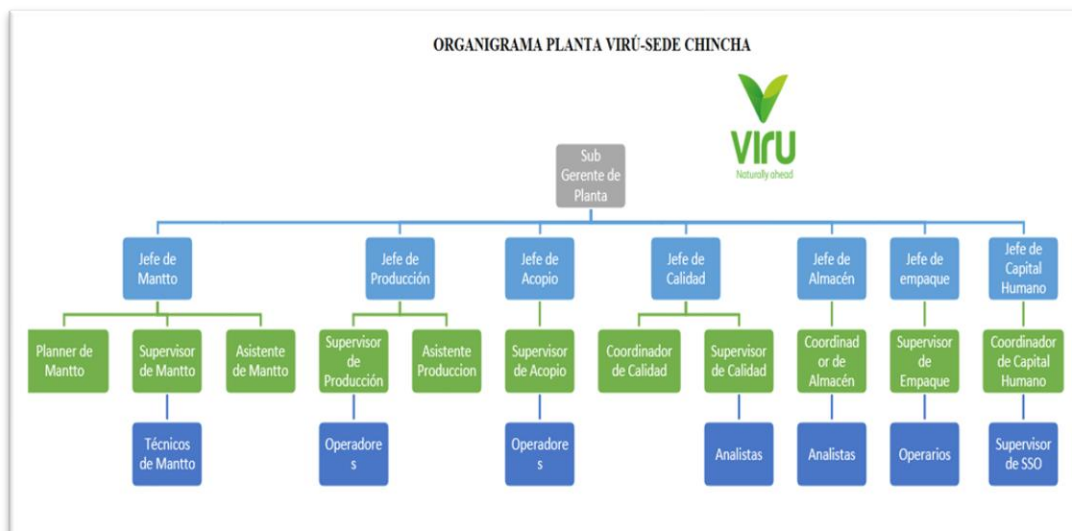 ORGANIGRAMA PLANTA VIRÚ-SEDE CHINCHA
VIrU
Naturally ahead
Sub
Gerente de
Planta
Jefe de
Mantto
Jefe de
Producción
Jefe de
Acopio
Jefe de
Calidad
Jefe de
Almacén
Jefe de
empaque
Jefe de
Capital
Humano
Planner de
Mantto
Supervisor
de Mantto
Asistente
de Mantto
Supervisor
de
Producción
Asistente
Produccion
Supervisor
de Acopio
Coordinador
de Calidad
Supervisor
de Calidad
Coordinad
or de
Almacén
Supervisor
de
Empaque
Coordinador
de Capital
Humano
Técnicos
de Mantto
Operadore
s
Operadore
s
Analistas
Analistas
Operarios
Supervisor
de SSO